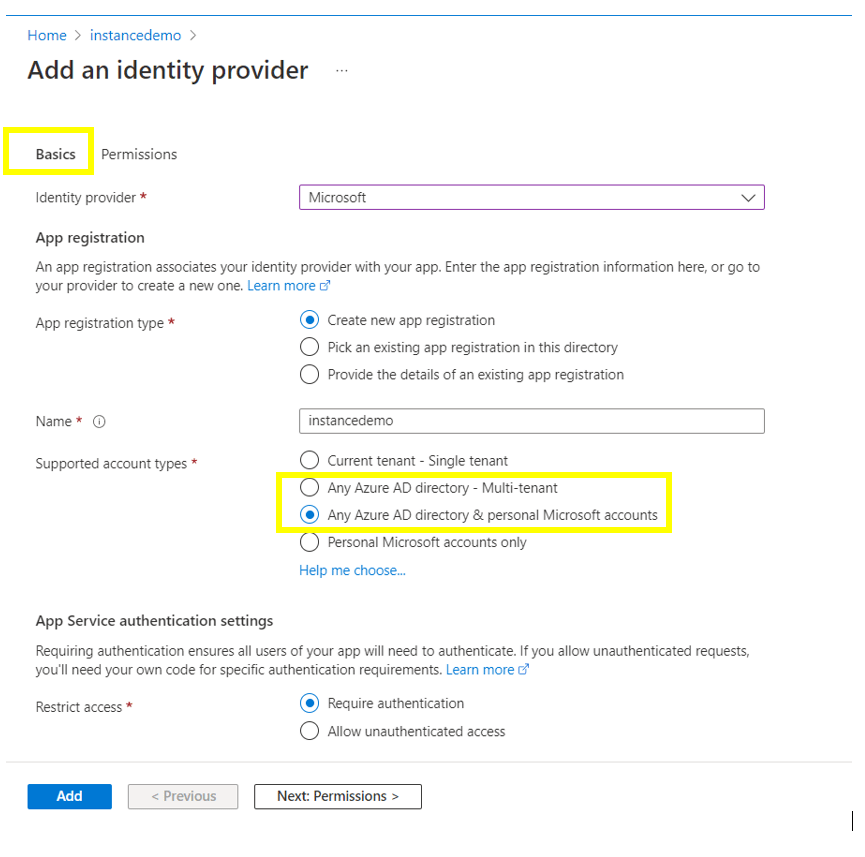 Home > instancedemo >
Add an identity provider ...
Basics Permissions
Identity provider * Microsoft
App registration
An app registration associates your identity provider with your app. Enter the app registration information here, or go to
your provider to create a new one. Learn more
App registration type * Create new app registration
Pick an existing app registration in this directory
Provide the details of an existing app registration
Name * instancedemo
Supported account types * Current tenant - Single tenant
Any Azure AD directory - Multi-tenant
Any Azure AD directory & personal Microsoft accounts
Personal Microsoft accounts only
Help me choose...
App Service authentication settings
Requiring authentication ensures all users of your app will need to authenticate. If you allow unauthenticated requests,
you'll need your own code for specific authentication requirements. Learn more
Restrict access * Require authentication
Allow unauthenticated access
Add < Previous Next: Permissions >